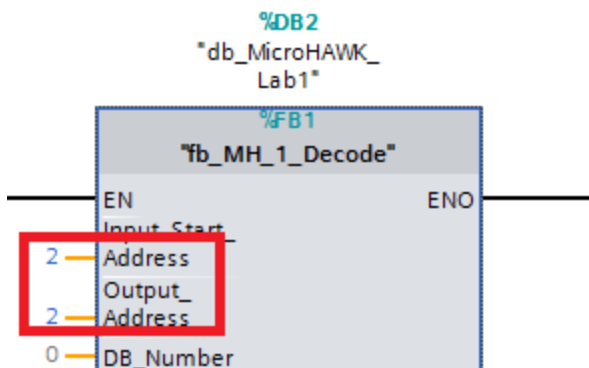 %DB2
"db_MicroHAWK_
Lab1"
%FB1
"fb_MH_1_Decode"
EN ENO
Input_Start_
2 Address
Output_
2 Address
0 DB_Number